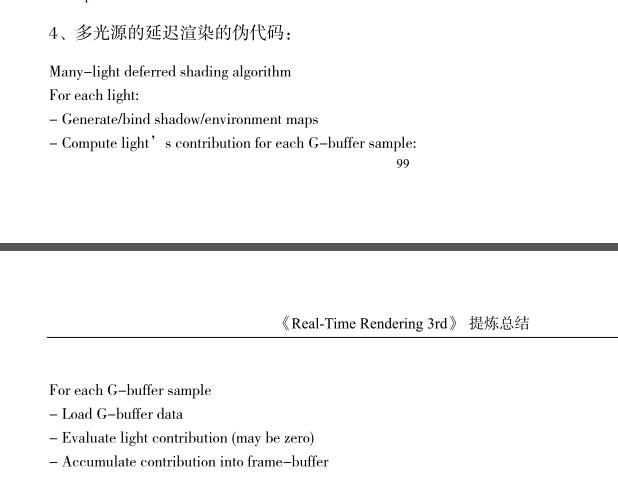 4、多光源的延迟渲染的伪代码：
Many–light deferred shading algorithm
For each light:
– Generate/bind shadow/environment maps
– Compute light’s contribution for each G–buffer sample:
99
《Real-Time Rendering 3rd》 提炼总结
For each G–buffer sample
– Load G–buffer data
– Evaluate light contribution (may be zero)
– Accumulate contribution into frame–buffer